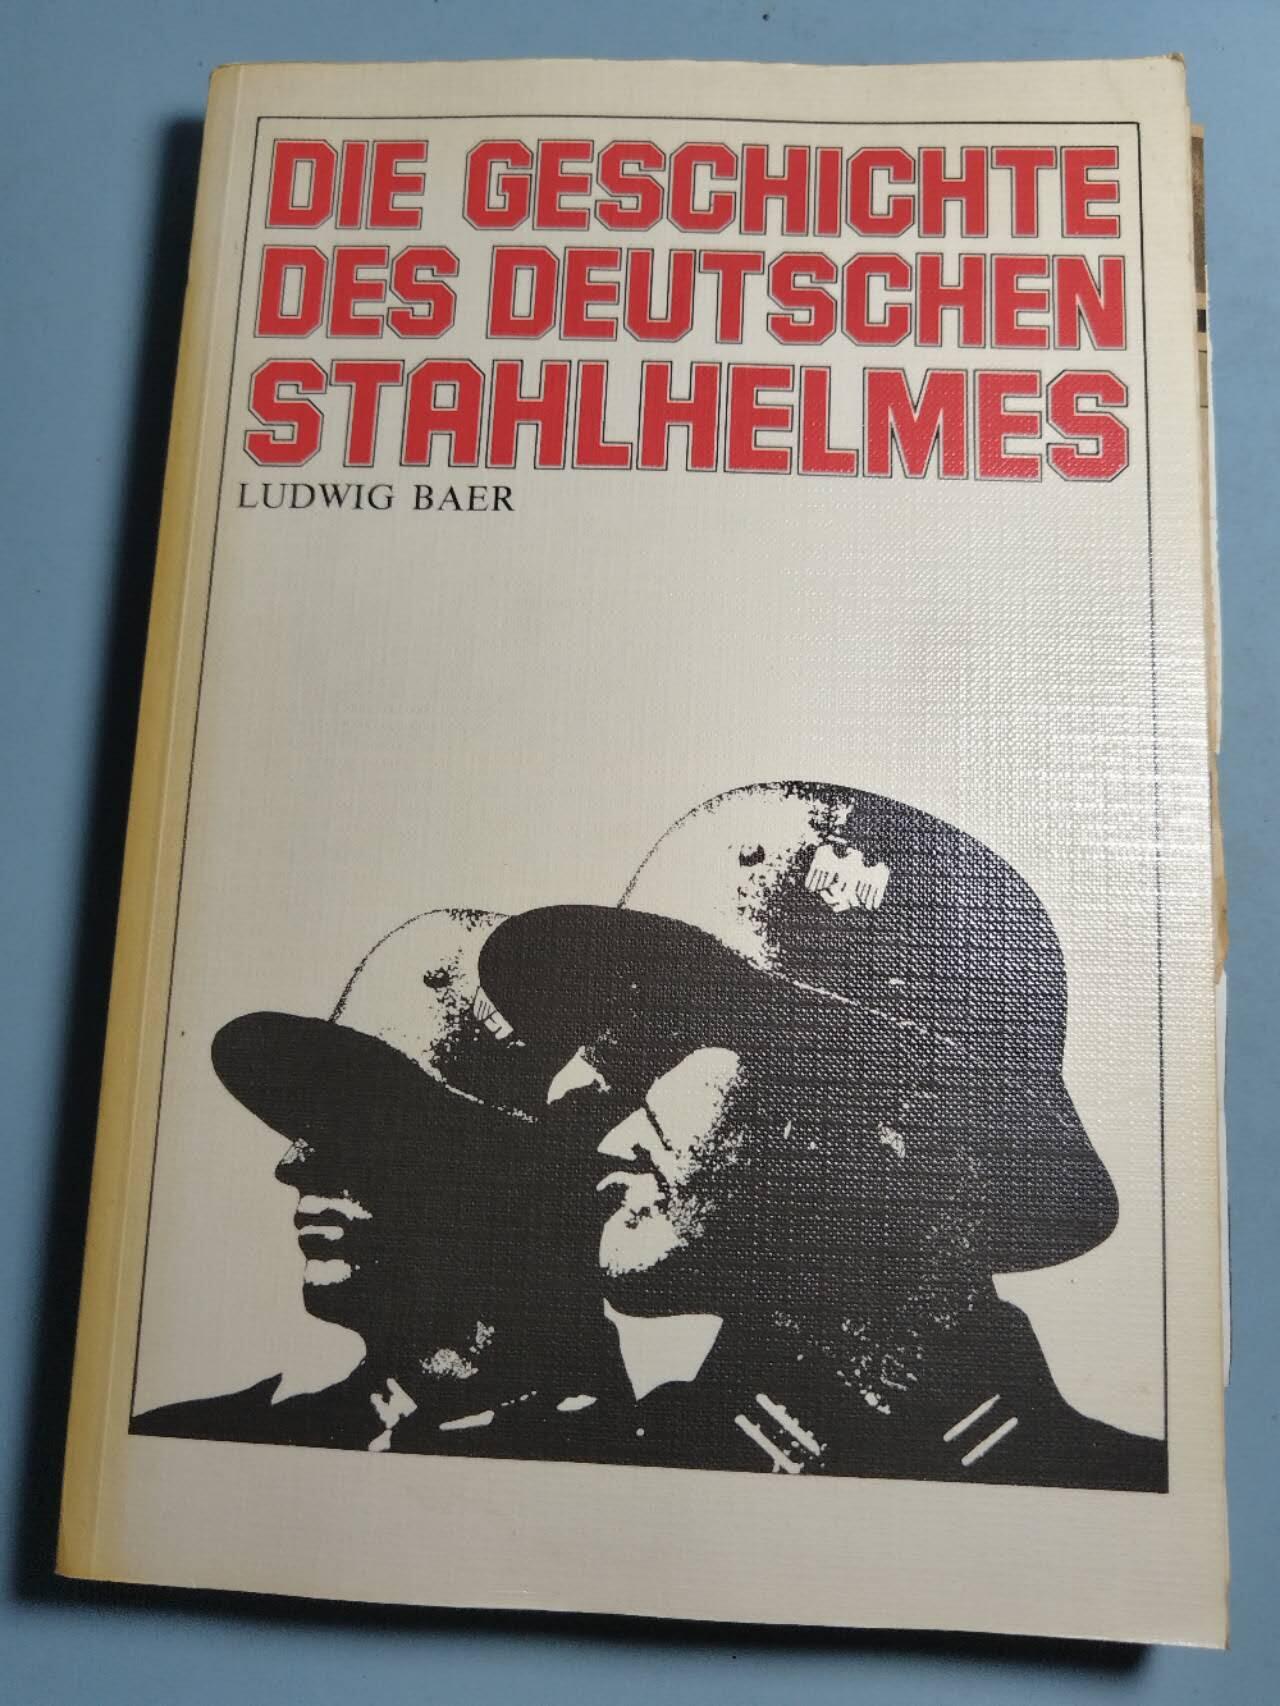 DIE GESCHICHTE
DES DEUTSCHEN
STAHLHELMES
LUDWIG BAER